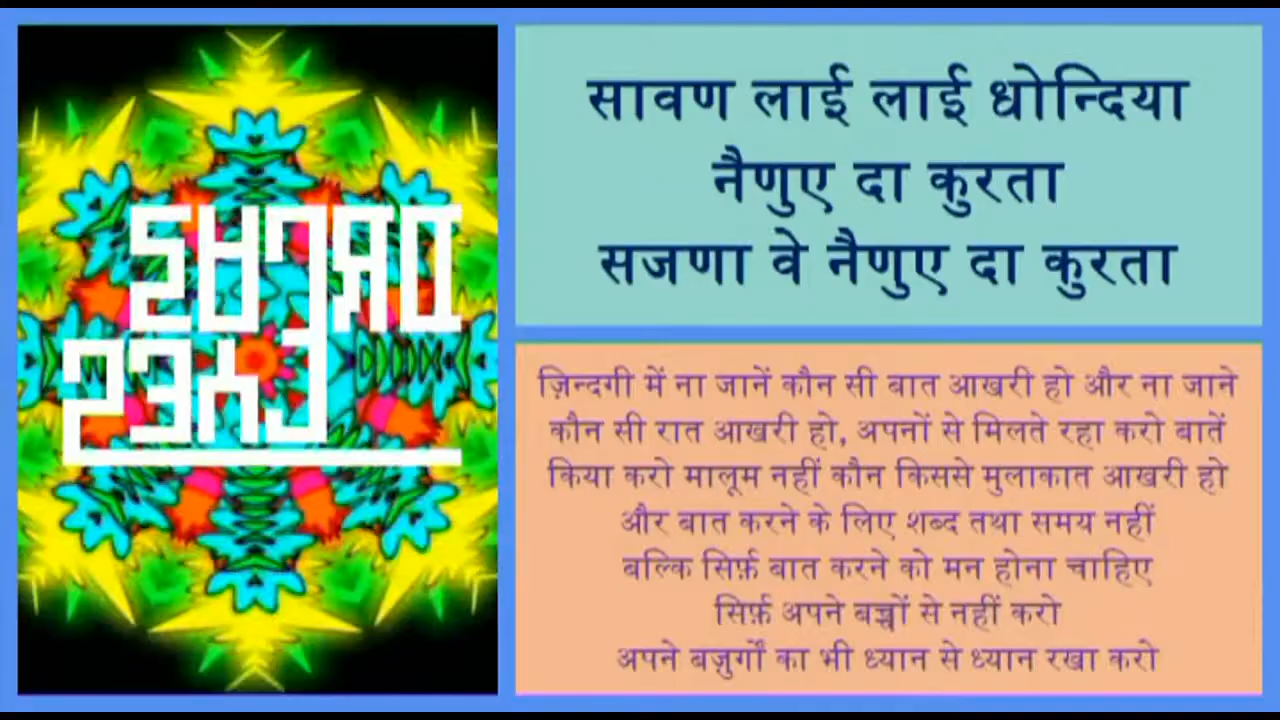 सावण लाई लाई धोन्दिया
नैणुए दा कुरता
सजणा वे नैणुए दा कुरता
ज़िन्दगी में ना जानें कौन सी बात आखरी हो और ना जाने
कौन सी रात आखरी हो, अपनों से मिलते रहा करो बातें
किया करो मालूम नहीं कौन किससे मुलाकात आखरी हो
और बात करने के लिए शब्द तथा समय नहीं
बल्कि सिर्फ़ बात करने को मन होना चाहिए
सिर्फ़ अपने बच्चों से नहीं करो
अपने बज़ुर्गों का भी ध्यान से ध्यान रखा करो